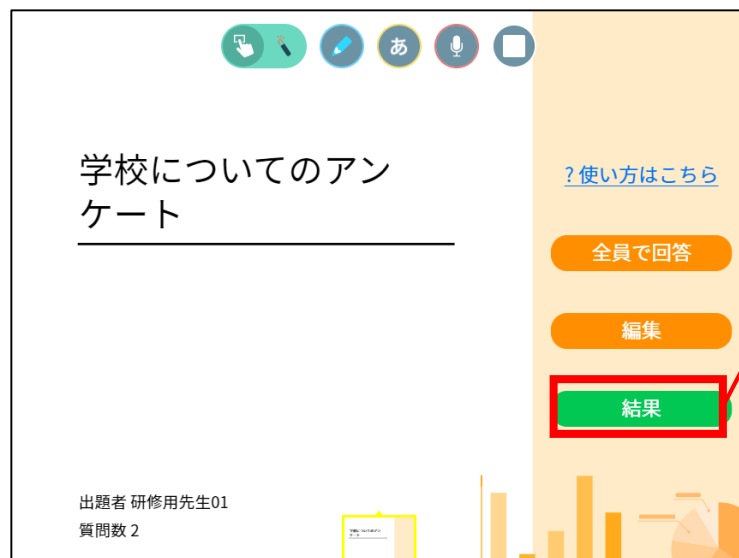 あ
学校についてのアン
ケート
?使い方はこちら
全員で回答
編集
結果
出題者 研修用先生01
質問数 2